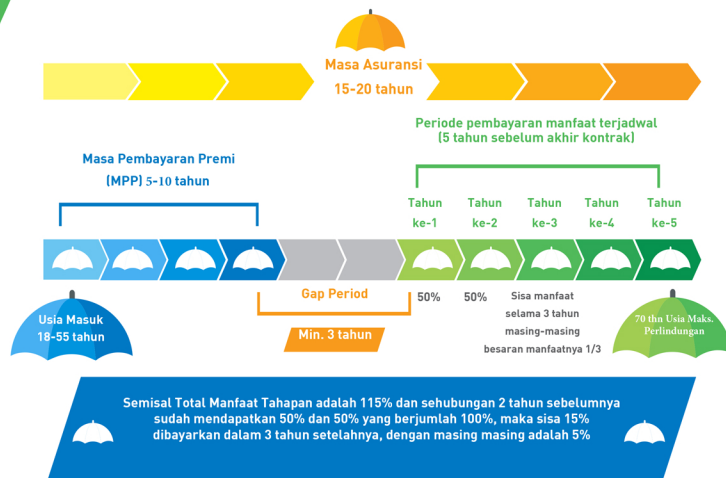 Masa Asuransi
15-20 tahun
Periode pembayaran manfaat terjadwal
(5 tahun sebelum akhir kontrak)
Masa Pembayaran Premi
(MPP) 5-10 tahun
Tahun
ke-1
Tahun
ke-2
Tahun
ke-3
Tahun
ke-4
Tahun
ke-5
Gap Period
Min. 3 tahun
50%
50%
Sisa manfaat
selama 3 tahun
masing-masing
besaran manfaatnya 1/3
Usia Masuk
18-55 tahun
70 thn Usia Maks.
Perlindungan
Semisal Total Manfaat Tahapan adalah 115% dan sehubungan 2 tahun sebelumnya
sudah mendapatkan 50% dan 50% yang berjumlah 100%, maka sisa 15%
dibayarkan dalam 3 tahun setelahnya, dengan masing masing adalah 5%